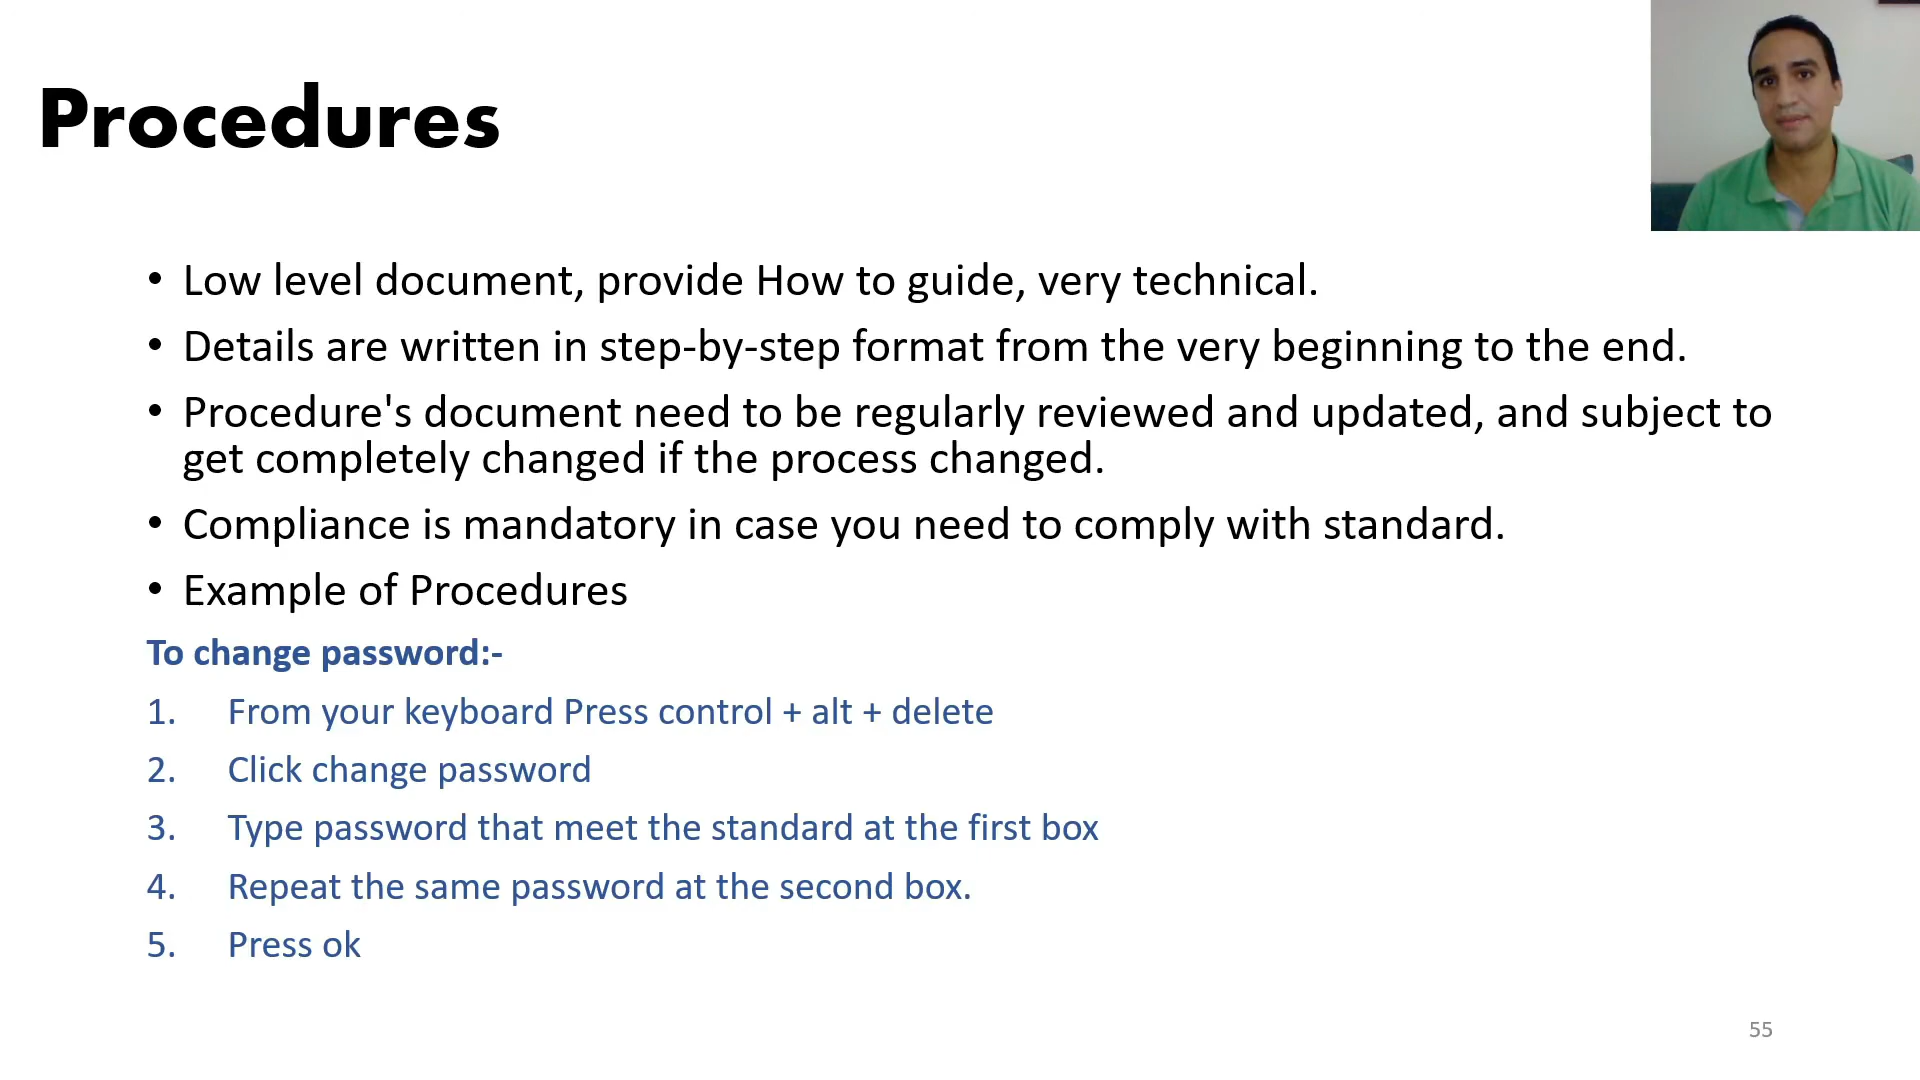 Procedures
• Low level document, provide How to guide, very technical.
• Details are written in step-by-step format from the very beginning to the end.
• Procedure's document need to be regularly reviewed and updated, and subject to
get completely changed if the process changed.
• Compliance is mandatory in case you need to comply with standard.
• Example of Procedures
To change password:-
1. From your keyboard Press control + alt + delete
2. Click change password
3. Type password that meet the standard at the first box
4. Repeat the same password at the second box.
5. Press ok
55